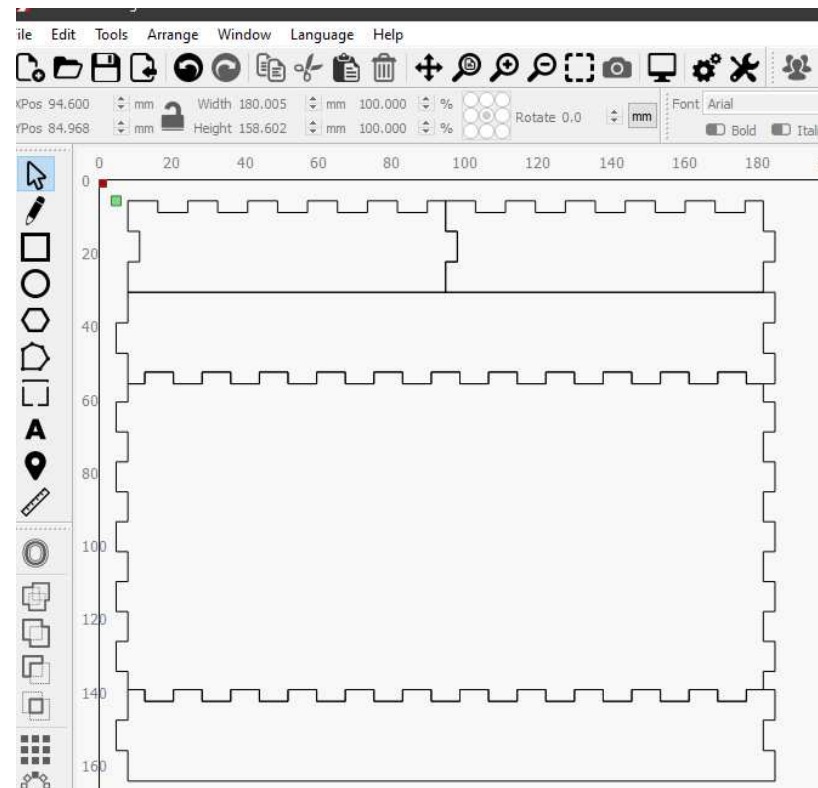 ile Edit Tools Arrange Window Language Help
XPos 94.600 mm Width 180.005 mm 100.000 %
YPos 84.968 mm Height 158.602 mm 100.000 %
Rotate 0.0 mm
Font Arial
Bold Ital
0 20 40 60 80 100 120 140 160 180
0
20
40
60
80
100
120
140
160